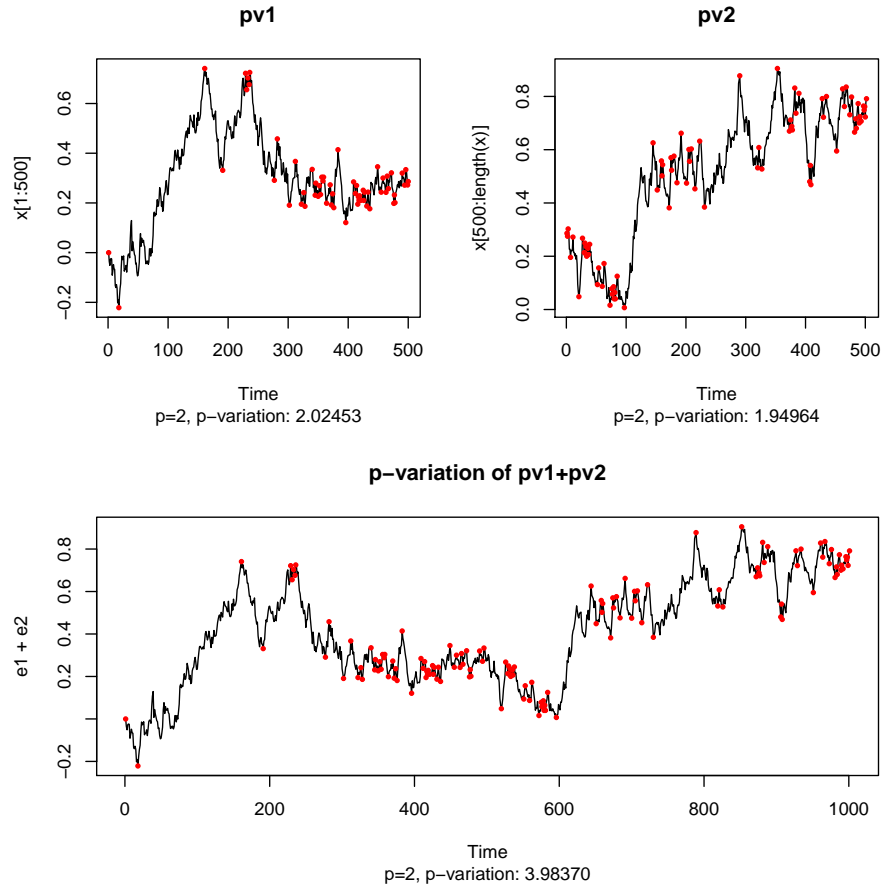 pv1
x[1:500]
0.6
0.4
0.2
0.0
−0.2
0 100 200 300 400 500
Time
p=2, p−variation: 2.02453
pv2
x[500:length(x)]
0.8
0.6
0.4
0.2
0.0
0 100 200 300 400 500
Time
p=2, p−variation: 1.94964
p−variation of pv1+pv2
e1 + e2
0.8
0.4
0.2
−0.2
0 200 400 600 800 1000
Time
p=2, p−variation: 3.98370